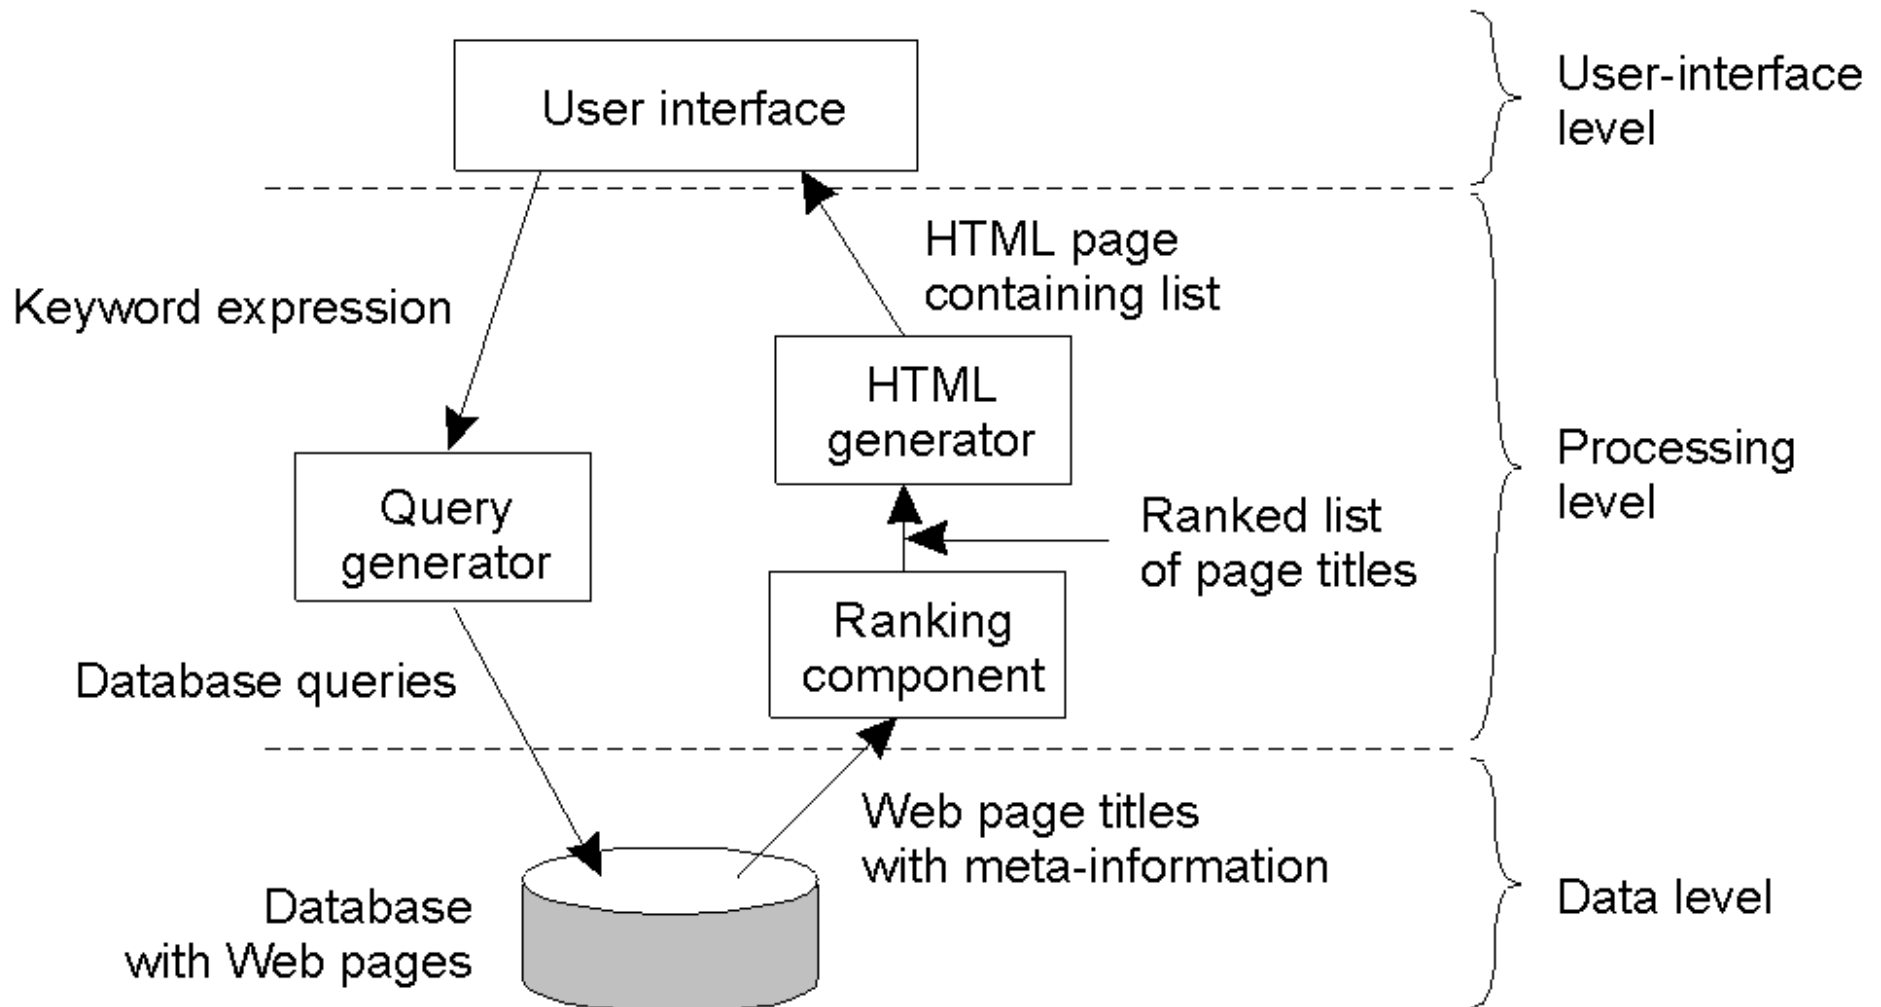 User interface
User-interface
level
HTML page
containing list
Keyword expression
HTML
generator
Processing
level
Query
generator
Ranked list
of page titles
Ranking
component
Database queries
Web page titles
with meta-information
Database
with Web pages
Data level